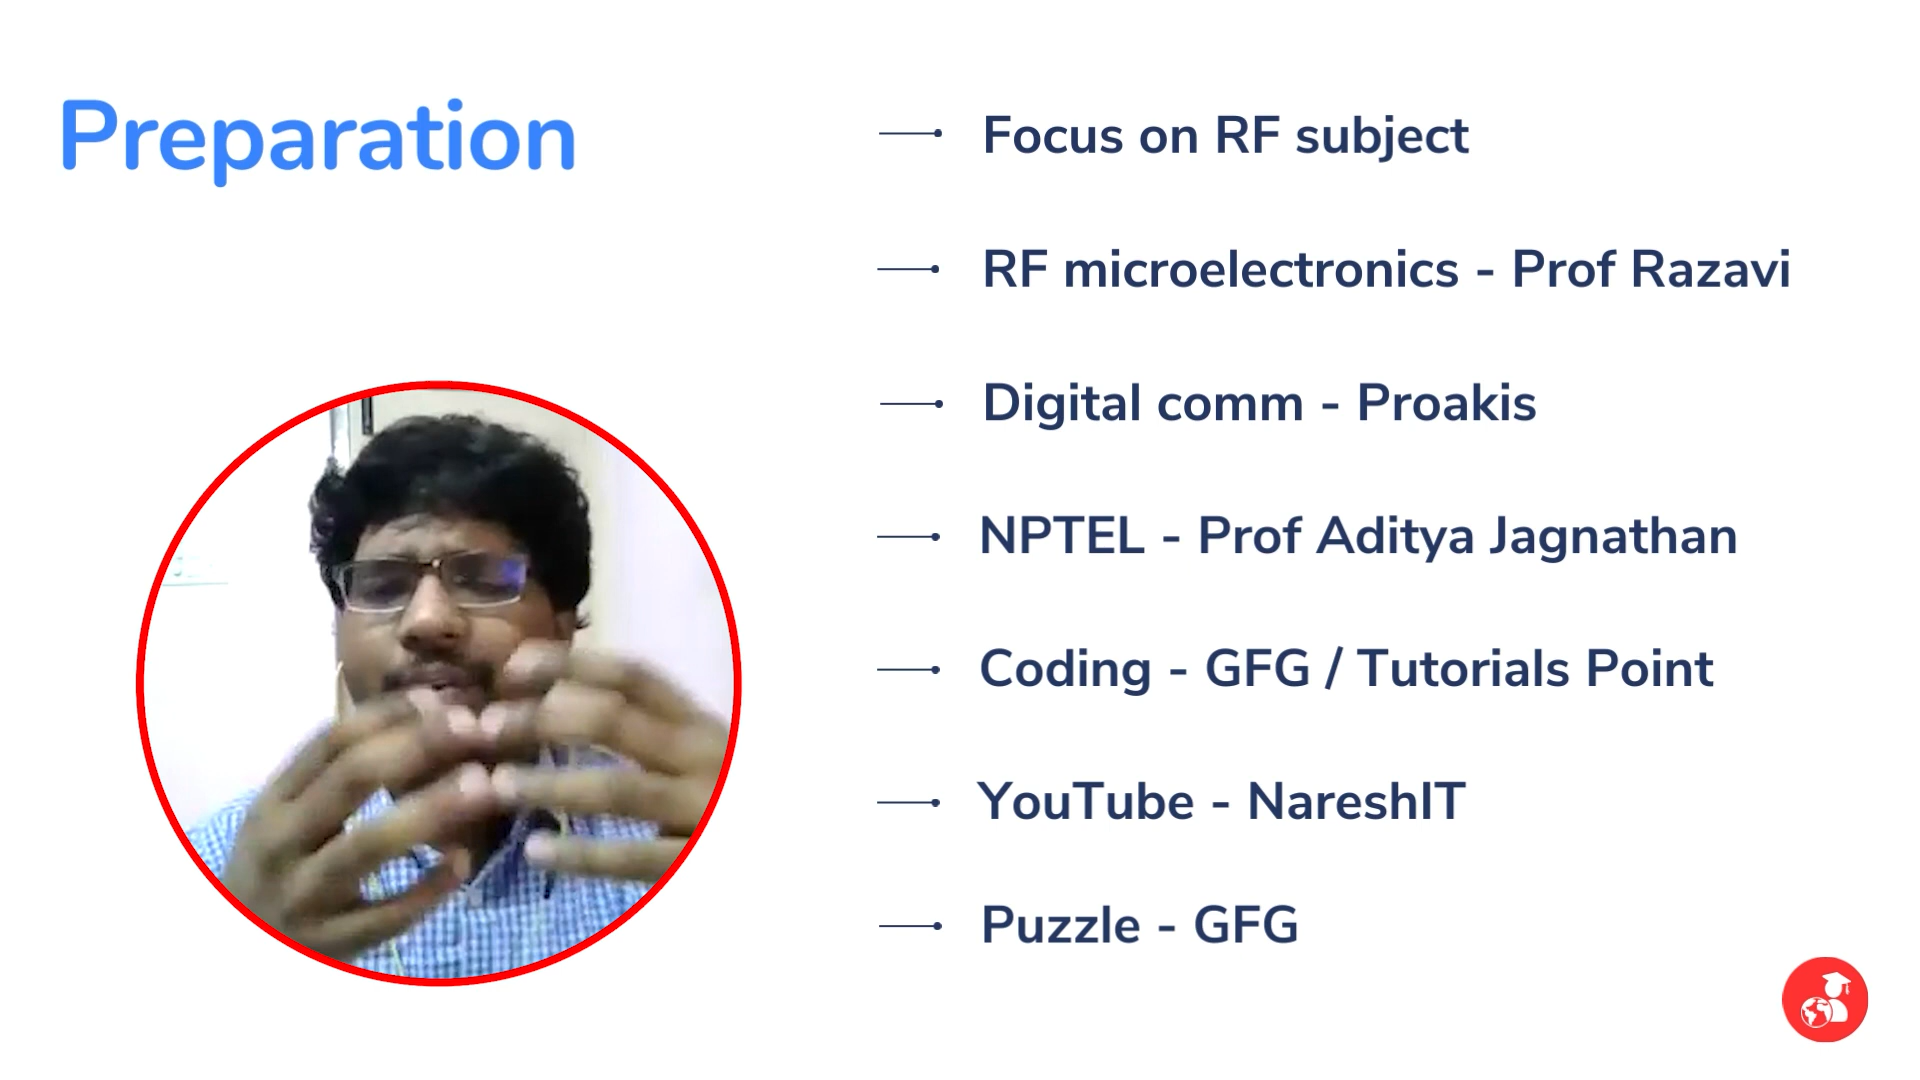 Preparation
Focus on RF subject
RF microelectronics - Prof Razavi
Digital comm - Proakis
NPTEL - Prof Aditya Jagnathan
Coding - GFG / Tutorials Point
YouTube - NareshIT
Puzzle - GFG